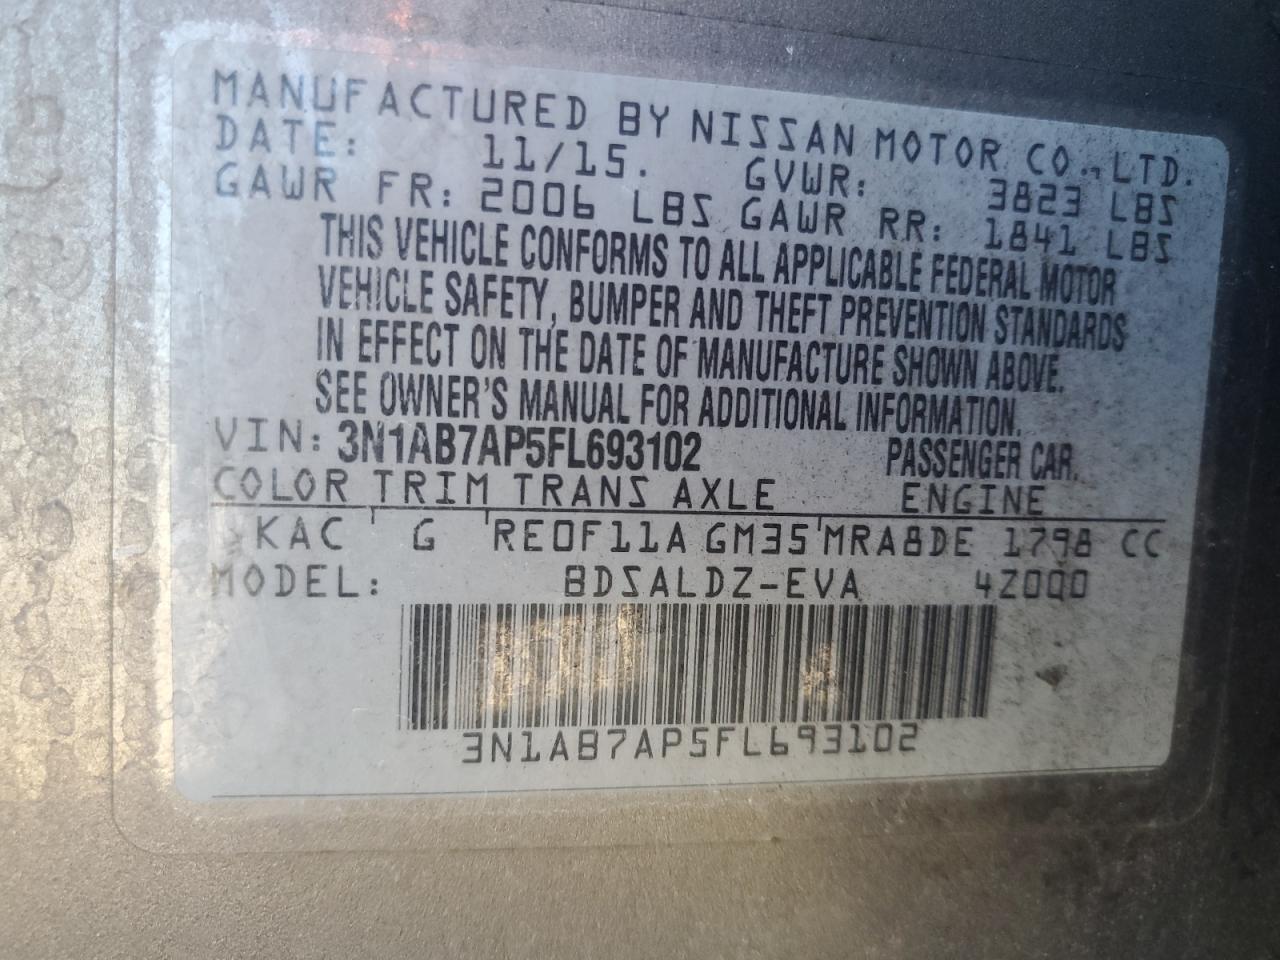 MANUFACTURED BY NISSAN MOTOR CO., LTD.
DATE: 11/15. GVWR: 3823 LBS
GAWR FR: 2006 LBS GAWR RR: 1841 LBS
THIS VEHICLE CONFORMS TO ALL APPLICABLE FEDERAL MOTOR
VEHICLE SAFETY, BUMPER AND THEFT PREVENTION STANDARDS
IN EFFECT ON THE DATE OF MANUFACTURE SHOWN ABOVE.
SEE OWNER'S MANUAL FOR ADDITIONAL INFORMATION.
VIN: 3N1AB7AP5FL693102 PASSENGER CAR.
COLOR TRIM TRANS AXLE ENGINE
KAC G RE0F11A GM35 MRA8DE 1798 CC
MODEL: BDSALDZ-EVA 4Z0QQ
3N1AB7AP5FL693102